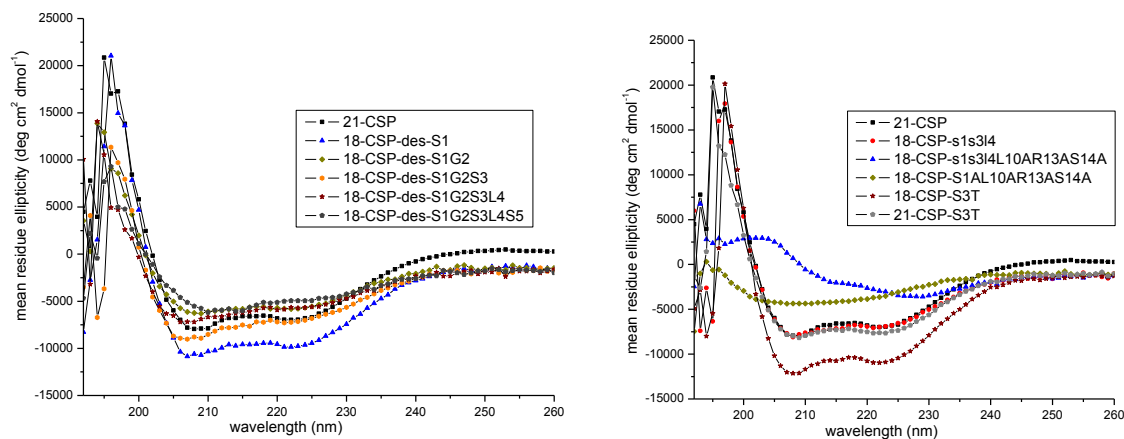 25000
20000
15000
10000
5000
0
-5000
-10000
-15000
mean residue ellipticity (deg cm² dmol⁻¹)
21-CSP
18-CSP-des-S1
18-CSP-des-S1G2
18-CSP-des-S1G2S3
18-CSP-des-S1G2S3L4
18-CSP-des-S1G2S3L4S5
200 210 220 230 240 250 260
wavelength (nm)
25000
20000
15000
10000
5000
0
-5000
-10000
-15000
mean residue ellipticity (deg cm² dmol⁻¹)
21-CSP
18-CSP-s1s3l4
18-CSP-s1s3l4L10AR13AS14A
18-CSP-S1AL10AR13AS14A
18-CSP-S3T
21-CSP-S3T
200 210 220 230 240 250 260
wavelength (nm)